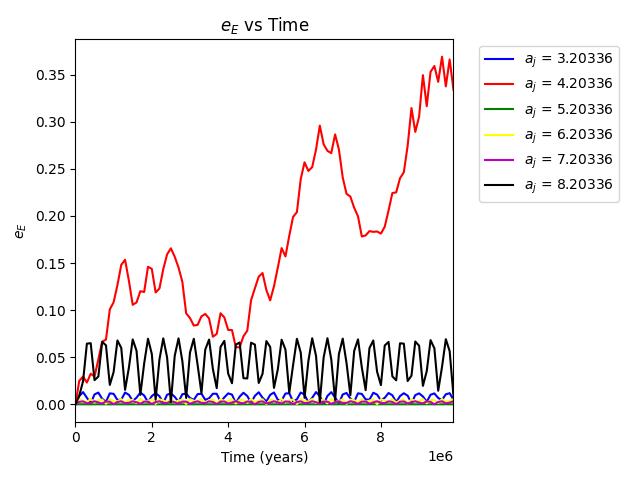 e_E vs Time
a_j = 3.20336
a_j = 4.20336
a_j = 5.20336
a_j = 6.20336
a_j = 7.20336
a_j = 8.20336
e_E
0.35
0.30
0.25
0.20
0.15
0.10
0.05
0.00
0 2 4 6 8
1e6
Time (years)